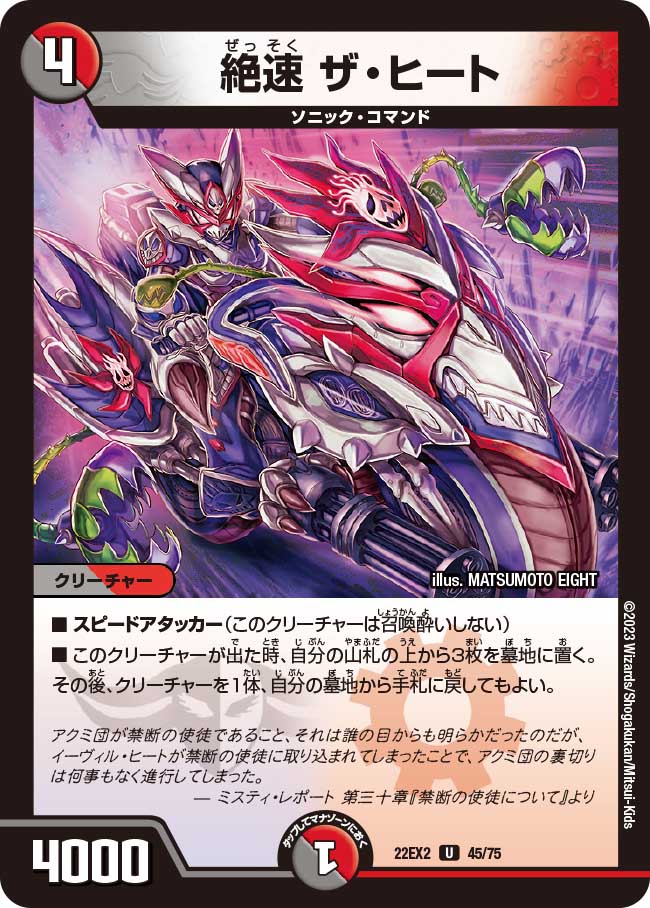 4
ぜっそく
絶速 ザ・ヒート
ソニック・コマンド
クリーチャー
illus. MATSUMOTO EIGHT
■ スピードアタッカー(このクリーチャーは召喚酔いしない)
■ このクリーチャーが出た時、自分の山札の上から3枚を墓地に置く。
その後、クリーチャーを1体、自分の墓地から手札に戻してもよい。
アクミ団が禁断の使徒であること、それは誰の目からも明らかだったのだが、
イーヴィル・ヒートが禁断の使徒に取り込まれてしまったことで、アクミ団の裏切り
は何事もなく進行してしまった。
― ミスティ・レポート 第三十章『禁断の使徒について』より
©2023 Wizards/Shogakukan/Mitsui-Kids
4000
タップしてマナゾーンにおく
1
22EX2 U 45/75